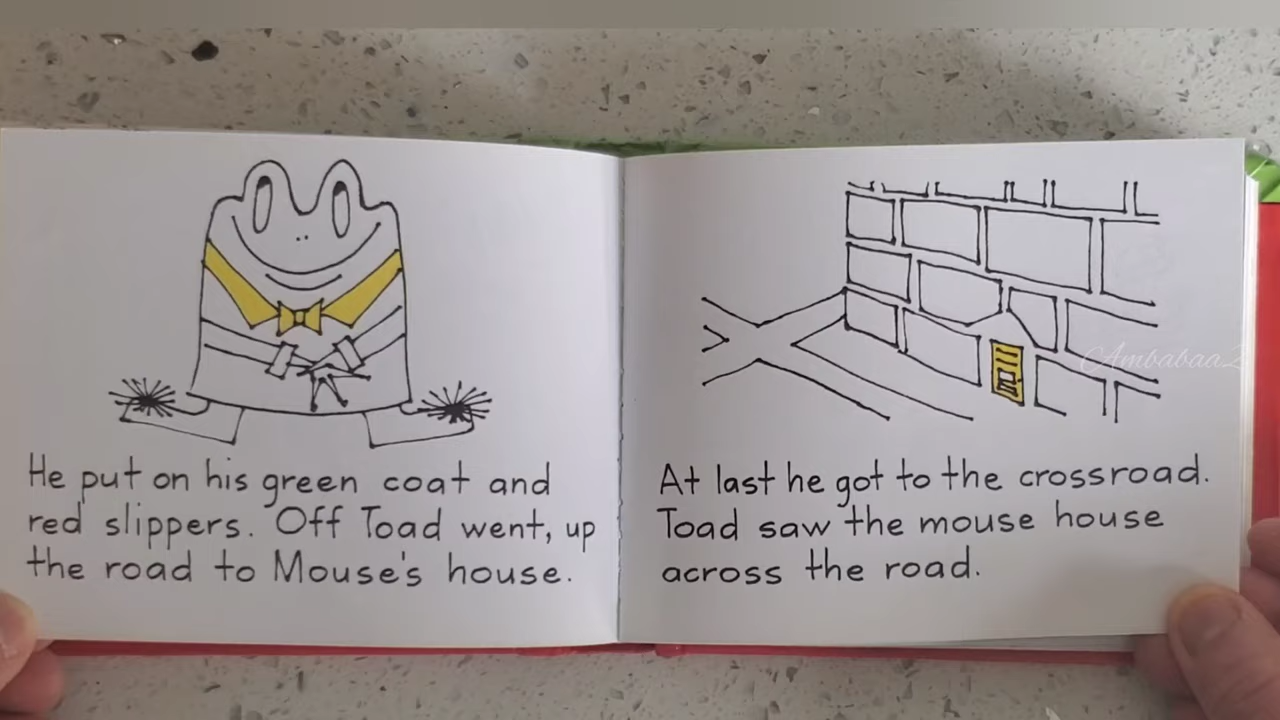 He put on his green coat and
red slippers. Off Toad went, up
the road to Mouse's house.
At last he got to the crossroad.
Toad saw the mouse house
across the road.